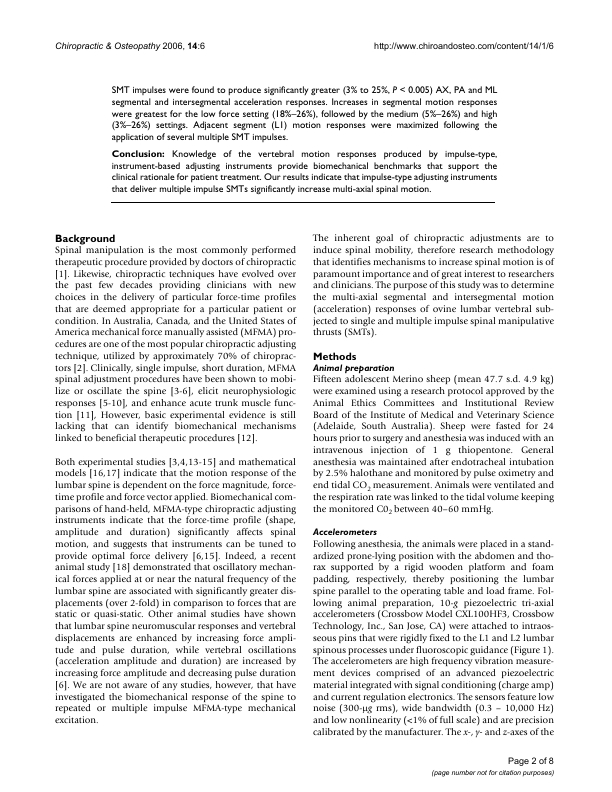 Chiropractic & Osteopathy 2006, 14:6
http://www.chiroandosteo.com/content/14/1/6
SMT impulses were found to produce significantly greater (3% to 25%, P < 0.005) AX, PA and ML
segmental and intersegmental acceleration responses. Increases in segmental motion responses
were greatest for the low force setting (18%–26%), followed by the medium (5%–26%) and high
(3%–26%) settings. Adjacent segment (L1) motion responses were maximized following the
application of several multiple SMT impulses.
Conclusion: Knowledge of the vertebral motion responses produced by impulse-type,
instrument-based adjusting instruments provide biomechanical benchmarks that support the
clinical rationale for patient treatment. Our results indicate that impulse-type adjusting instruments
that deliver multiple impulse SMTs significantly increase multi-axial spinal motion.
Background
Spinal manipulation is the most commonly performed
therapeutic procedure provided by doctors of chiropractic
[1]. Likewise, chiropractic techniques have evolved over
the past few decades providing clinicians with new
choices in the delivery of particular force-time profiles
that are deemed appropriate for a particular patient or
condition. In Australia, Canada, and the United States of
America mechanical force manually assisted (MFMA) pro-
cedures are one of the most popular chiropractic adjusting
technique, utilized by approximately 70% of chiroprac-
tors [2]. Clinically, single impulse, short duration, MFMA
spinal adjustment procedures have been shown to mobi-
lize or oscillate the spine [3-6], elicit neurophysiologic
responses [5-10], and enhance acute trunk muscle func-
tion [11], However, basic experimental evidence is still
lacking that can identify biomechanical mechanisms
linked to beneficial therapeutic procedures [12].
Both experimental studies [3,4,13-15] and mathematical
models [16,17] indicate that the motion response of the
lumbar spine is dependent on the force magnitude, force-
time profile and force vector applied. Biomechanical com-
parisons of hand-held, MFMA-type chiropractic adjusting
instruments indicate that the force-time profile (shape,
amplitude and duration) significantly affects spinal
motion, and suggests that instruments can be tuned to
provide optimal force delivery [6,15]. Indeed, a recent
animal study [18] demonstrated that oscillatory mechan-
ical forces applied at or near the natural frequency of the
lumbar spine are associated with significantly greater dis-
placements (over 2-fold) in comparison to forces that are
static or quasi-static. Other animal studies have shown
that lumbar spine neuromuscular responses and vertebral
displacements are enhanced by increasing force ampli-
tude and pulse duration, while vertebral oscillations
(acceleration amplitude and duration) are increased by
increasing force amplitude and decreasing pulse duration
[6]. We are not aware of any studies, however, that have
investigated the biomechanical response of the spine to
repeated or multiple impulse MFMA-type mechanical
excitation.
The inherent goal of chiropractic adjustments are to
induce spinal mobility, therefore research methodology
that identifies mechanisms to increase spinal motion is of
paramount importance and of great interest to researchers
and clinicians. The purpose of this study was to determine
the multi-axial segmental and intersegmental motion
(acceleration) responses of ovine lumbar vertebral sub-
jected to single and multiple impulse spinal manipulative
thrusts (SMTs).
Methods
Animal preparation
Fifteen adolescent Merino sheep (mean 47.7 s.d. 4.9 kg)
were examined using a research protocol approved by the
Animal Ethics Committees and Institutional Review
Board of the Institute of Medical and Veterinary Science
(Adelaide, South Australia). Sheep were fasted for 24
hours prior to surgery and anesthesia was induced with an
intravenous injection of 1 g thiopentone. General
anesthesia was maintained after endotracheal intubation
by 2.5% halothane and monitored by pulse oximetry and
end tidal CO2 measurement. Animals were ventilated and
the respiration rate was linked to the tidal volume keeping
the monitored C02 between 40–60 mmHg.
Accelerometers
Following anesthesia, the animals were placed in a stand-
ardized prone-lying position with the abdomen and tho-
rax supported by a rigid wooden platform and foam
padding, respectively, thereby positioning the lumbar
spine parallel to the operating table and load frame. Fol-
lowing animal preparation, 10-g piezoelectric tri-axial
accelerometers (Crossbow Model CXL100HF3, Crossbow
Technology, Inc., San Jose, CA) were attached to intraos-
seous pins that were rigidly fixed to the L1 and L2 lumbar
spinous processes under fluoroscopic guidance (Figure 1).
The accelerometers are high frequency vibration measure-
ment devices comprised of an advanced piezoelectric
material integrated with signal conditioning (charge amp)
and current regulation electronics. The sensors feature low
noise (300-μg rms), wide bandwidth (0.3 – 10,000 Hz)
and low nonlinearity (<1% of full scale) and are precision
calibrated by the manufacturer. The x-, y- and z-axes of the
Page 2 of 8
(page number not for citation purposes)